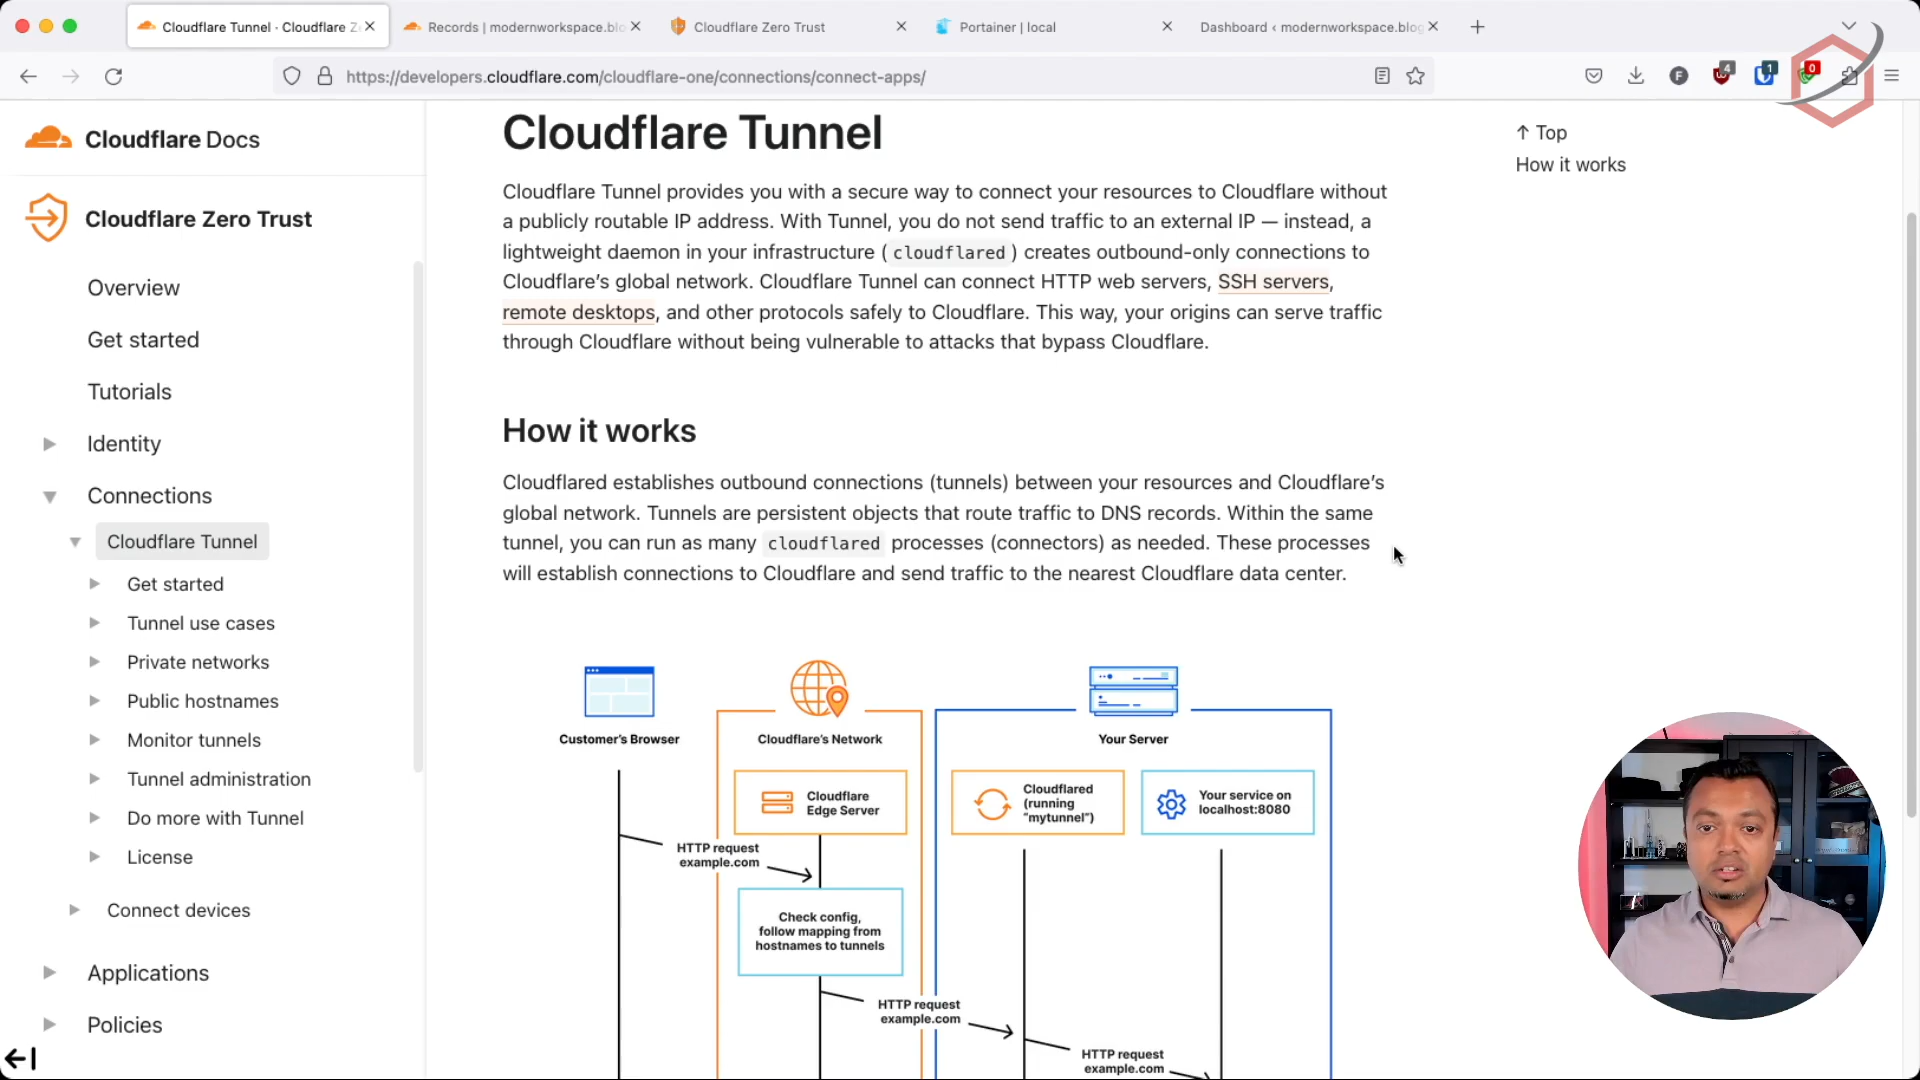 Cloudflare Tunnel · Cloudflare Z
Records | modernworkspace.blo
Cloudflare Zero Trust
Portainer | local
Dashboard ‹ modernworkspace.blog
https://developers.cloudflare.com/cloudflare-one/connections/connect-apps/
F
4
1
0
Cloudflare Docs
Cloudflare Zero Trust
Overview
Get started
Tutorials
Identity
Connections
Cloudflare Tunnel
Get started
Tunnel use cases
Private networks
Public hostnames
Monitor tunnels
Tunnel administration
Do more with Tunnel
License
Connect devices
Applications
Policies
Cloudflare Tunnel
Cloudflare Tunnel provides you with a secure way to connect your resources to Cloudflare without
a publicly routable IP address. With Tunnel, you do not send traffic to an external IP — instead, a
lightweight daemon in your infrastructure ( cloudflared ) creates outbound-only connections to
Cloudflare’s global network. Cloudflare Tunnel can connect HTTP web servers, SSH servers,
remote desktops, and other protocols safely to Cloudflare. This way, your origins can serve traffic
through Cloudflare without being vulnerable to attacks that bypass Cloudflare.
How it works
Cloudflared establishes outbound connections (tunnels) between your resources and Cloudflare’s
global network. Tunnels are persistent objects that route traffic to DNS records. Within the same
tunnel, you can run as many cloudflared processes (connectors) as needed. These processes
will establish connections to Cloudflare and send traffic to the nearest Cloudflare data center.
Customer’s Browser
Cloudflare’s Network
Your Server
Cloudflare
Edge Server
Cloudflared
(running
“mytunnel”)
Your service on
localhost:8080
HTTP request
example.com
Check config,
follow mapping from
hostnames to tunnels
HTTP request
example.com
HTTP request
example.com
↑ Top
How it works